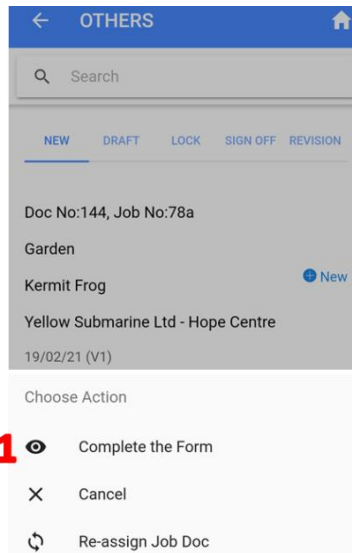 OTHERS
Search
NEW DRAFT LOCK SIGN OFF REVISION
Doc No:144, Job No:78a
Garden
Kermit Frog
New
Yellow Submarine Ltd - Hope Centre
19/02/21 (V1)
Choose Action
1 Complete the Form
Cancel
Re-assign Job Doc